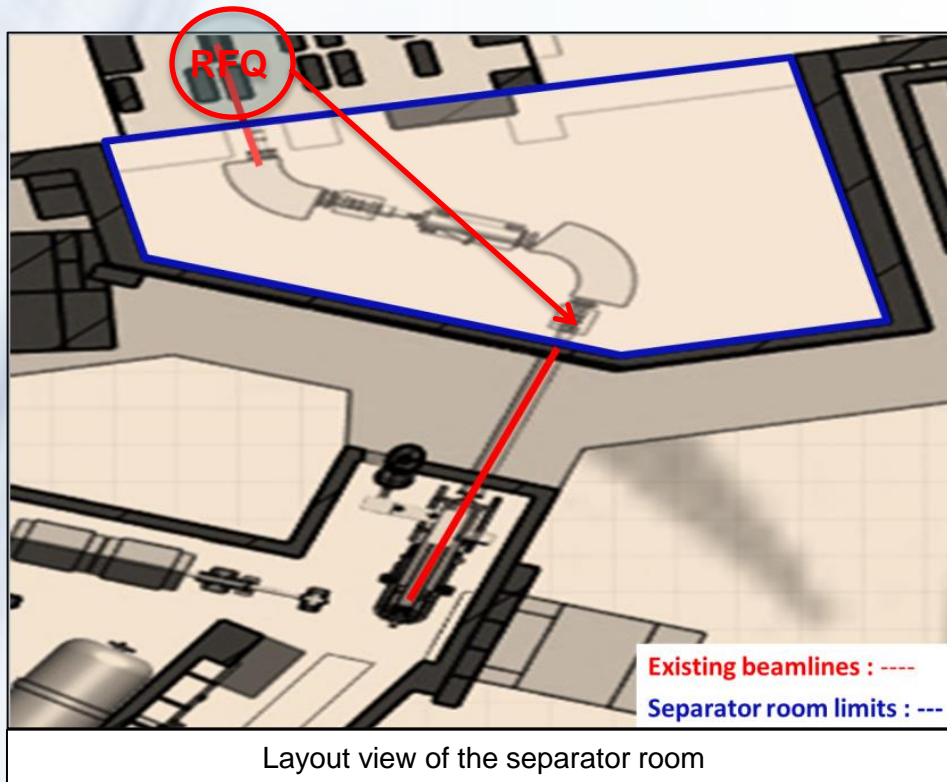 RFQ
Existing beamlines : ----
Separator room limits : ---
Layout view of the separator room